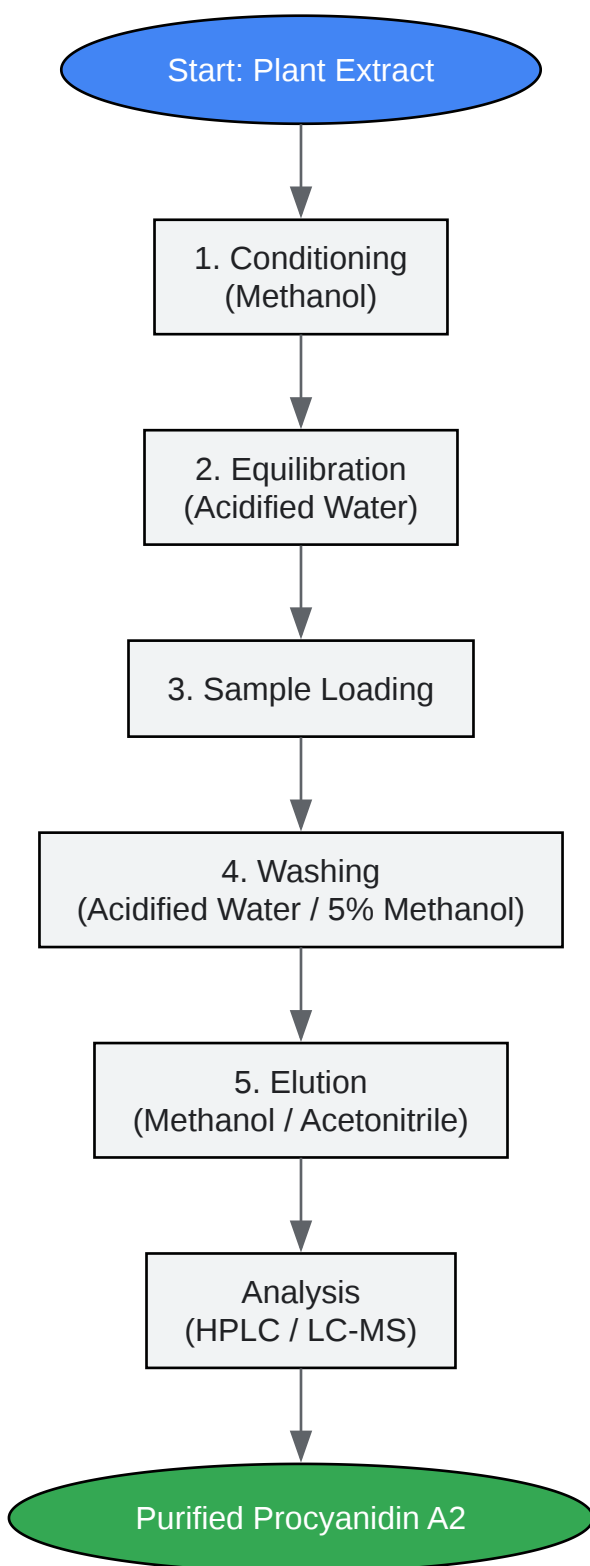 Start: Plant Extract
1. Conditioning
(Methanol)
2. Equilibration
(Acidified Water)
3. Sample Loading
4. Washing
(Acidified Water / 5% Methanol)
5. Elution
(Methanol / Acetonitrile)
Analysis
(HPLC / LC-MS)
Purified Procyanidin A2